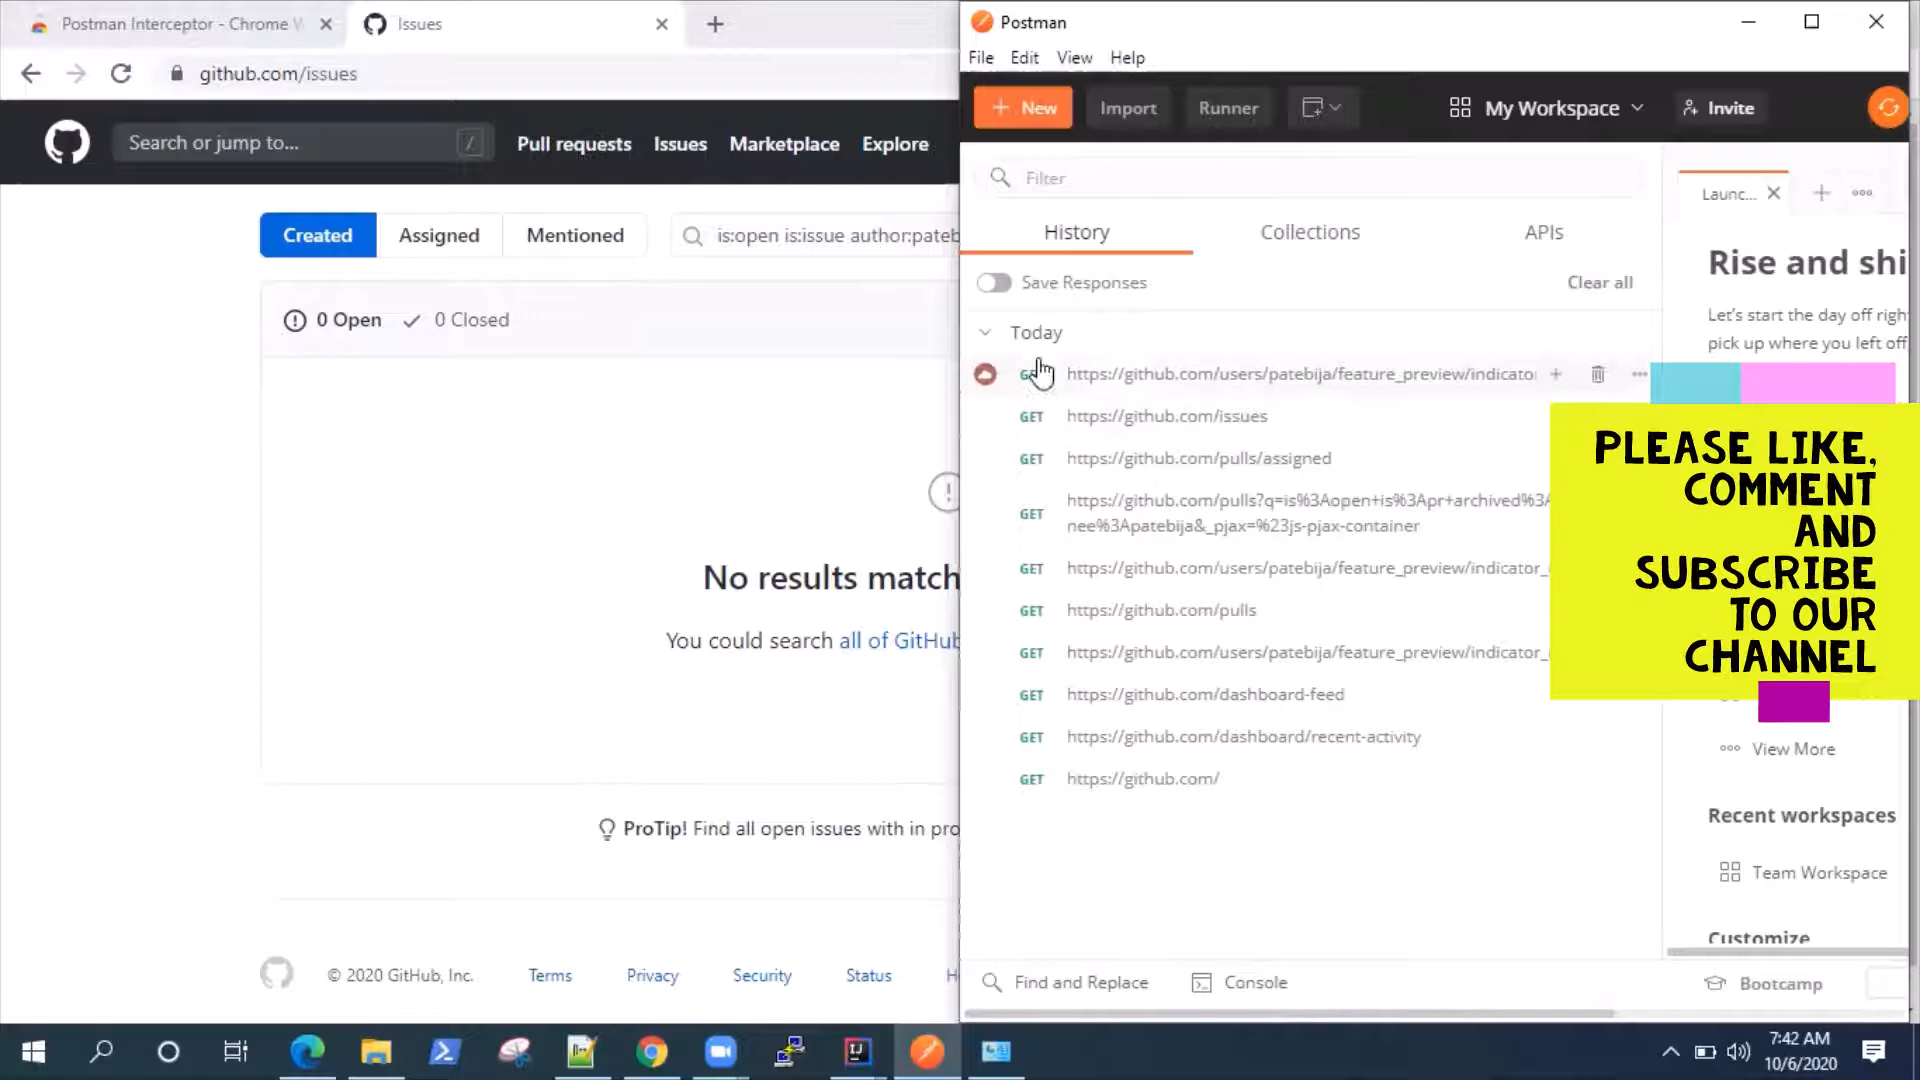 Postman Interceptor - Chrome W
Issues
github.com/issues
Search or jump to...
/
Pull requests
Issues
Marketplace
Explore
Created
Assigned
Mentioned
is:open is:issue author:pateb
0 Open
0 Closed
No results match
You could search all of GitHub
ProTip! Find all open issues with in pro
© 2020 GitHub, Inc.
Terms
Privacy
Security
Status
H
Postman
File
Edit
View
Help
+ New
Import
Runner
My Workspace
Invite
Filter
Launc...
History
Collections
APIs
Save Responses
Clear all
Today
https://github.com/users/patebija/feature_preview/indicato
GET https://github.com/issues
GET https://github.com/pulls/assigned
GET https://github.com/pulls?q=is%3Aopen+is%3Apr+archived%3A
nee%3Apatebija&_pjax=%23js-pjax-container
GET https://github.com/users/patebija/feature_preview/indicator_
GET https://github.com/pulls
GET https://github.com/users/patebija/feature_preview/indicator_
GET https://github.com/dashboard-feed
GET https://github.com/dashboard/recent-activity
GET https://github.com/
Rise and shi
Let's start the day off righ
pick up where you left off
PLEASE LIKE,
COMMENT
AND
SUBSCRIBE
TO OUR
CHANNEL
View More
Recent workspaces
Team Workspace
Customize
Find and Replace
Console
Bootcamp
7:42 AM
10/6/2020